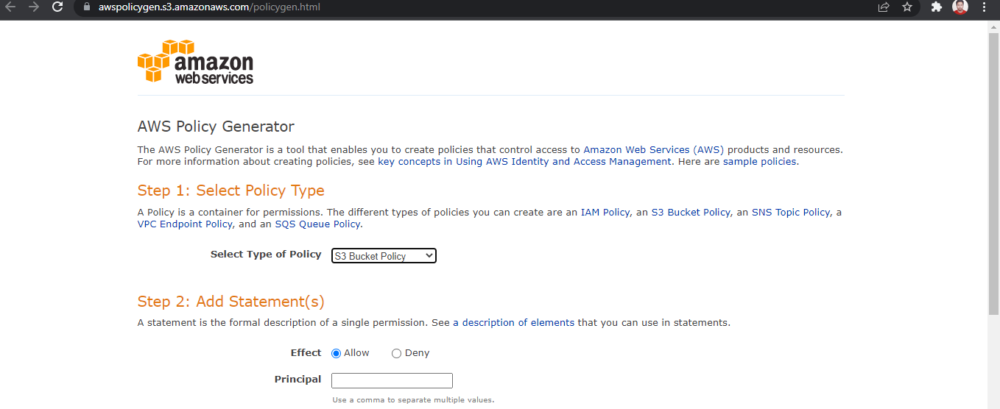 awspolicygen.s3.amazonaws.com/policygen.html
amazon
web services
AWS Policy Generator
The AWS Policy Generator is a tool that enables you to create policies that control access to Amazon Web Services (AWS) products and resources.
For more information about creating policies, see key concepts in Using AWS Identity and Access Management. Here are sample policies.
Step 1: Select Policy Type
A Policy is a container for permissions. The different types of policies you can create are an IAM Policy, an S3 Bucket Policy, an SNS Topic Policy, a
VPC Endpoint Policy, and an SQS Queue Policy.
Select Type of Policy S3 Bucket Policy
Step 2: Add Statement(s)
A statement is the formal description of a single permission. See a description of elements that you can use in statements.
Effect Allow Deny
Principal
Use a comma to separate multiple values.